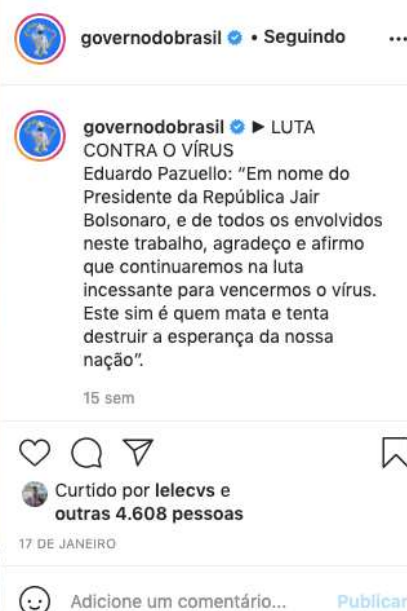 governodobrasil • Seguindo ...
governodobrasil ► LUTA
CONTRA O VÍRUS
Eduardo Pazuello: “Em nome do
Presidente da República Jair
Bolsonaro, e de todos os envolvidos
neste trabalho, agradeço e afirmo
que continuaremos na luta
incessante para vencermos o vírus.
Este sim é quem mata e tenta
destruir a esperança da nossa
nação”.
15 sem
Curtido por lelecvs e
outras 4.608 pessoas
17 DE JANEIRO
Adicione um comentário... Publicar